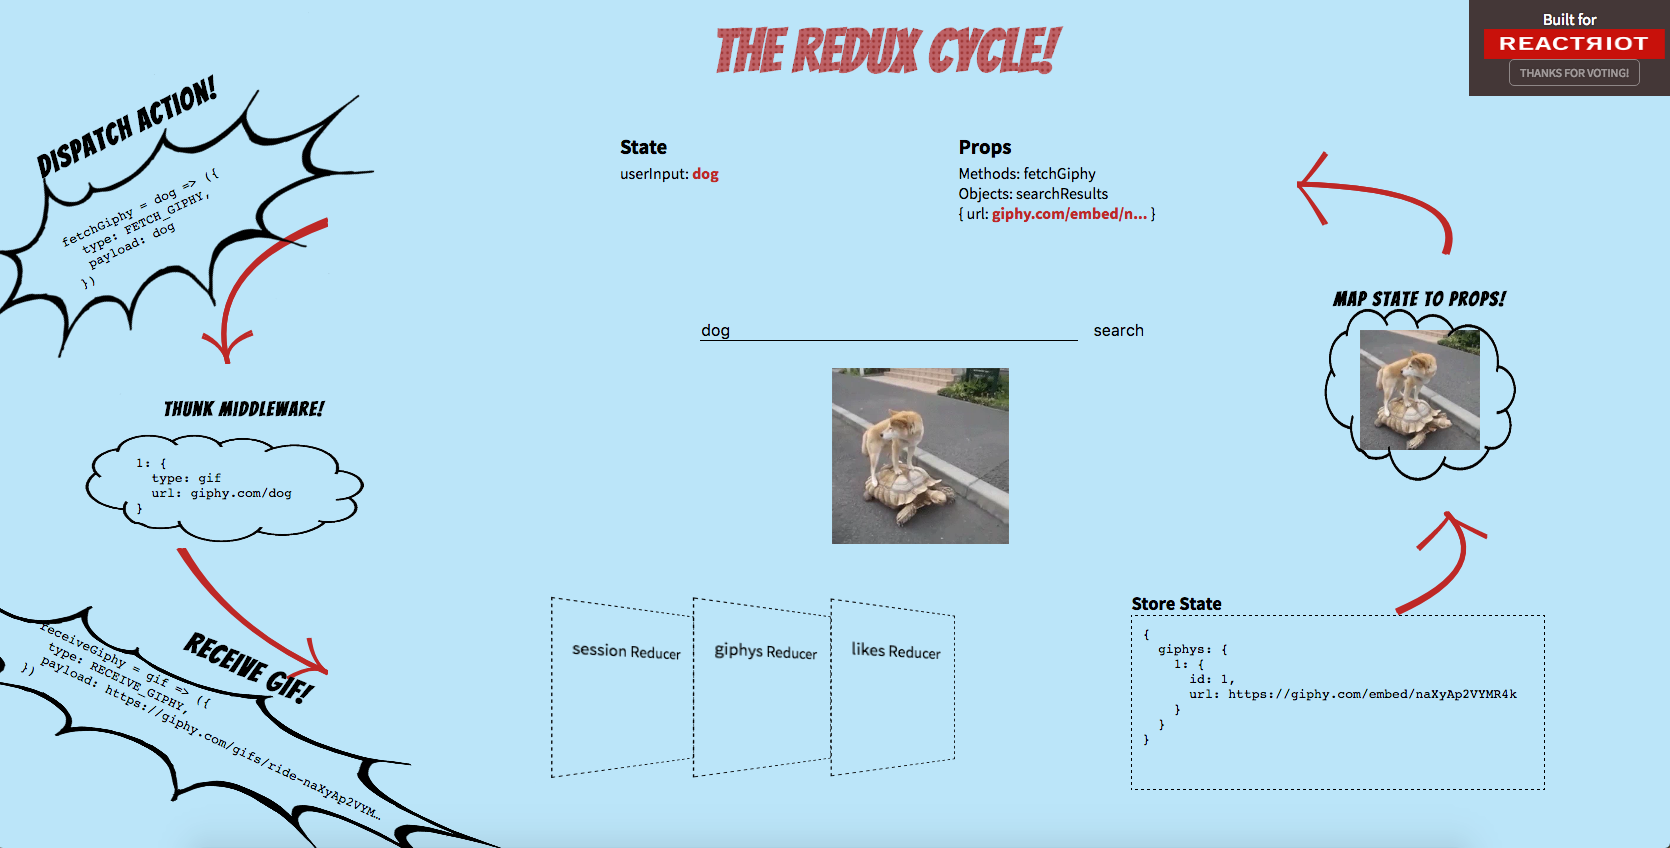 THE REDUX CYCLE!
Built for
REACTЯIOT
THANKS FOR VOTING!
DISPATCH ACTION!
fetchGiphy = dog => ({
type: FETCH_GIPHY,
payload: dog
})
State
userInput: dog
Props
Methods: fetchGiphy
Objects: searchResults
{ url: giphy.com/embed/n... }
MAP STATE TO PROPS!
dog
search
THUNK MIDDLEWARE!
1: {
type: gif
url: giphy.com/dog
}
RECEIVE GIF!
receiveGiphy = gif => ({
type: RECEIVE_GIPHY,
payload: https://giphy.com/gifs/ride-naXyAp2VYM…
})
session Reducer
giphys Reducer
likes Reducer
Store State
{
giphys: {
1: {
id: 1,
url: https://giphy.com/embed/naXyAp2VYMR4k
}
}
}